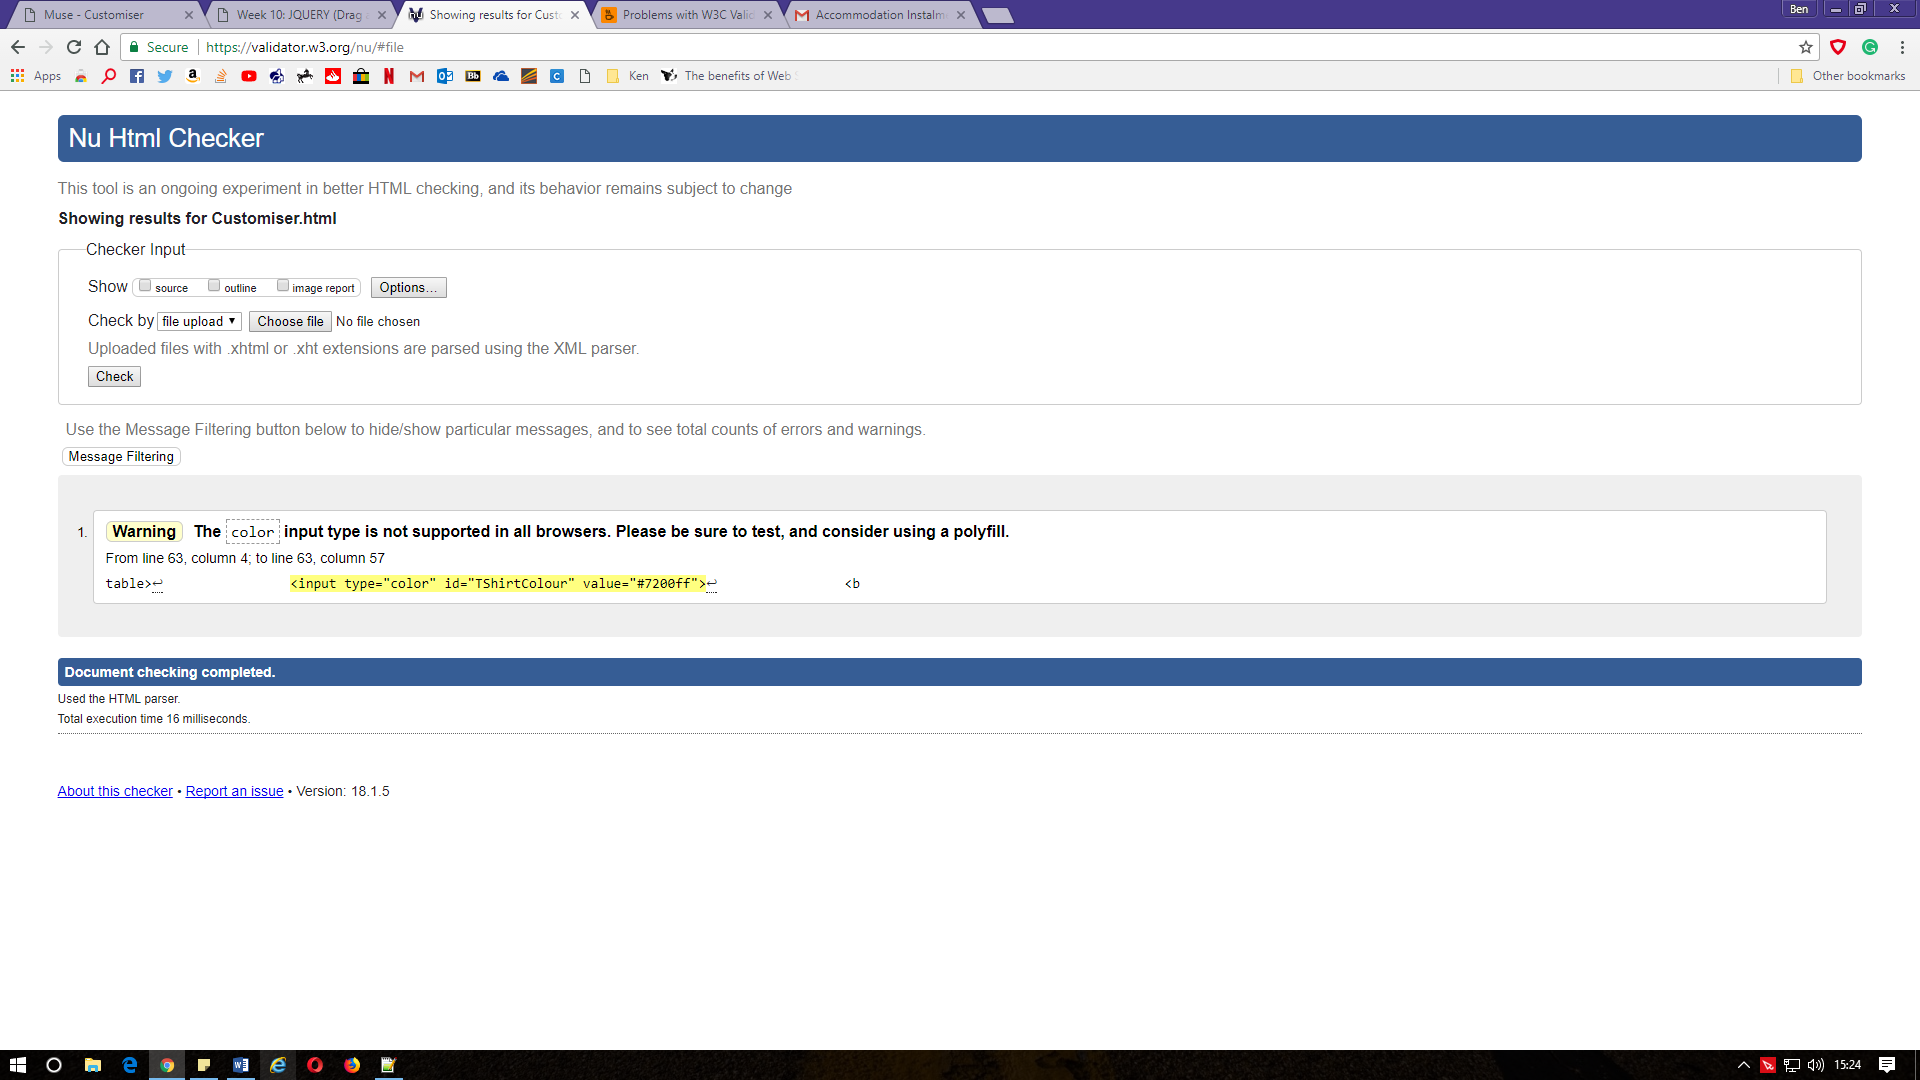 Muse - Customiser
Week 10: JQUERY (Drag
Showing results for Cust
Problems with W3C Valid
Accommodation Instalm
Ben
Secure
https://validator.w3.org/nu/#file
Apps
Ken
The benefits of Web
Other bookmarks
Nu Html Checker
This tool is an ongoing experiment in better HTML checking, and its behavior remains subject to change
Showing results for Customiser.html
Checker Input
Show source outline image report Options...
Check by file upload Choose file No file chosen
Uploaded files with .xhtml or .xht extensions are parsed using the XML parser.
Check
Use the Message Filtering button below to hide/show particular messages, and to see total counts of errors and warnings.
Message Filtering
1. Warning The color input type is not supported in all browsers. Please be sure to test, and consider using a polyfill.
From line 63, column 4; to line 63, column 57
table>↩ <input type="color" id="TShirtColour" value="#7200ff">↩ <b
Document checking completed.
Used the HTML parser.
Total execution time 16 milliseconds.
About this checker • Report an issue • Version: 18.1.5
15:24